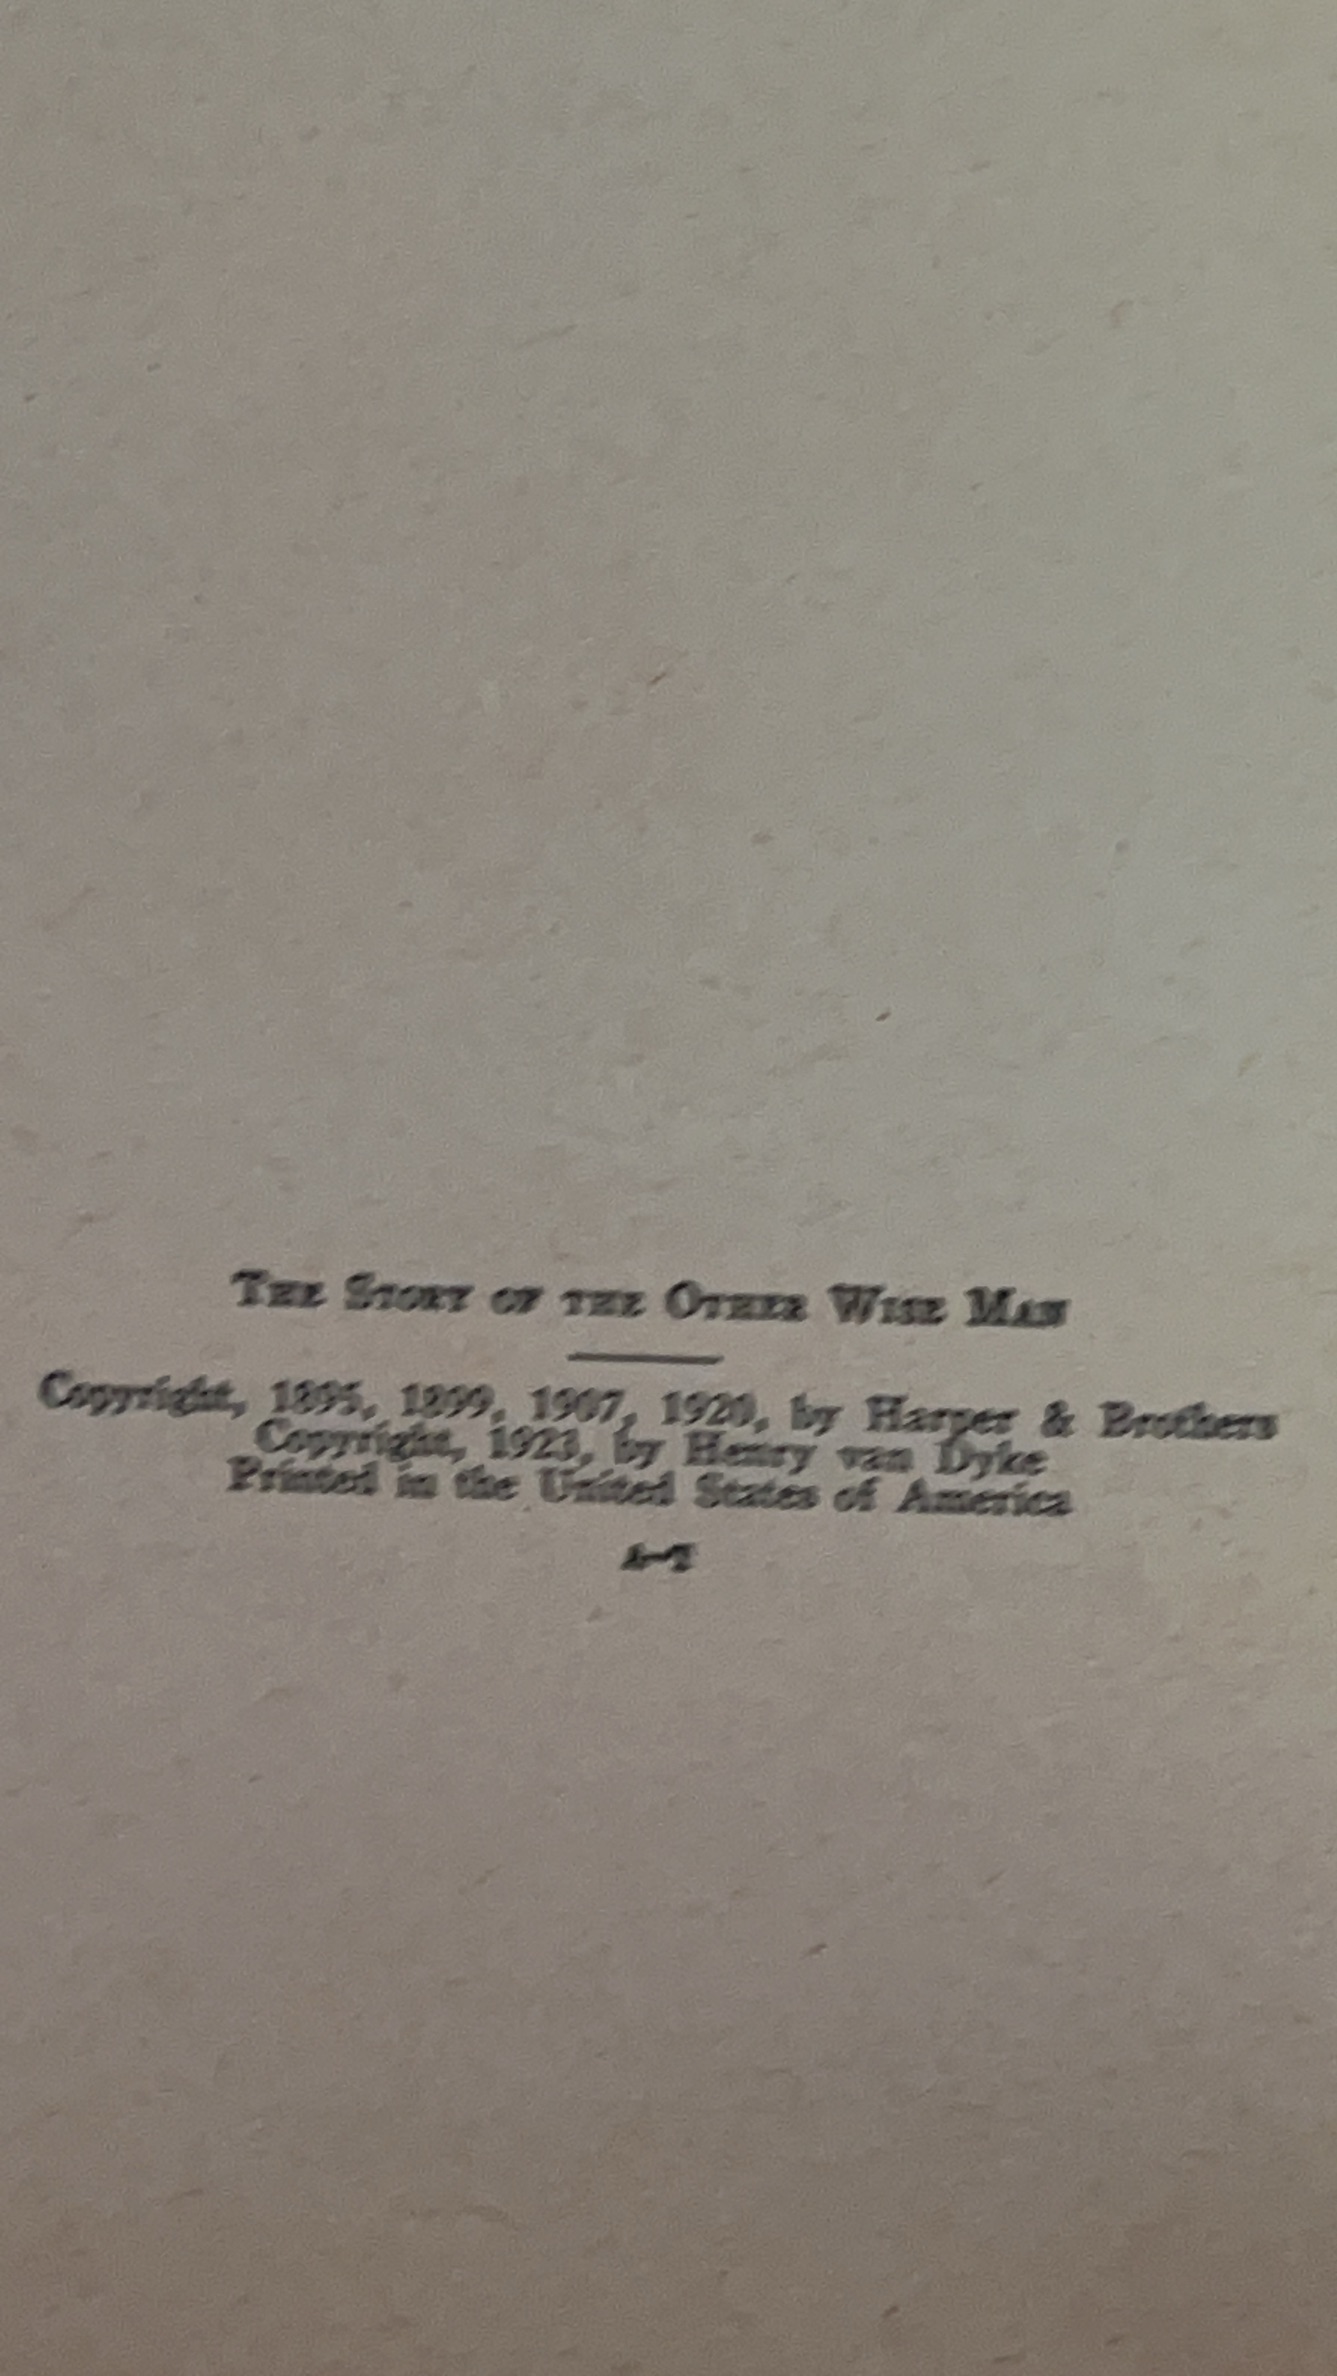 The Story of the Other Wise Man
Copyright, 1895, 1899, 1907, 1920, by Harper & Brothers
Copyright, 1923, by Henry van Dyke
Printed in the United States of America